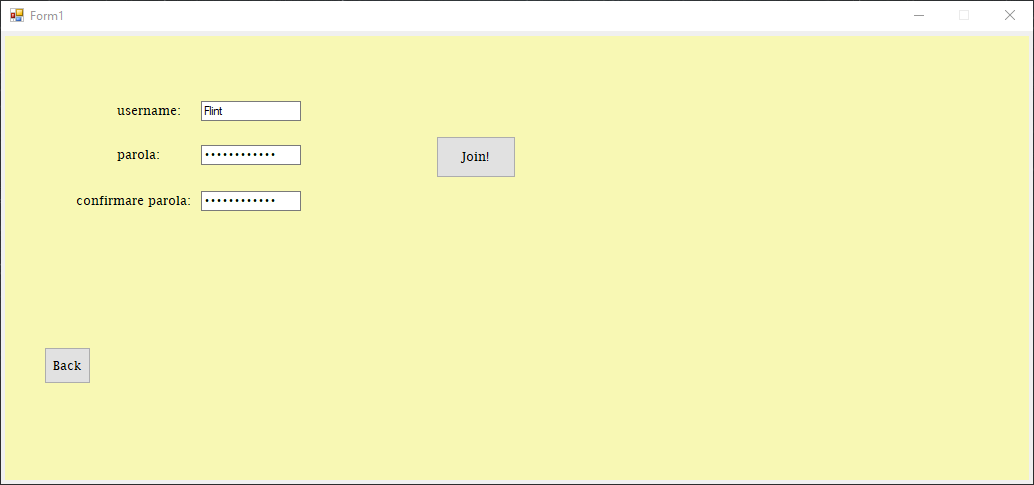 Form1
username: Flint
parola: ••••••••••••
Join!
confirmare parola: ••••••••••••
Back